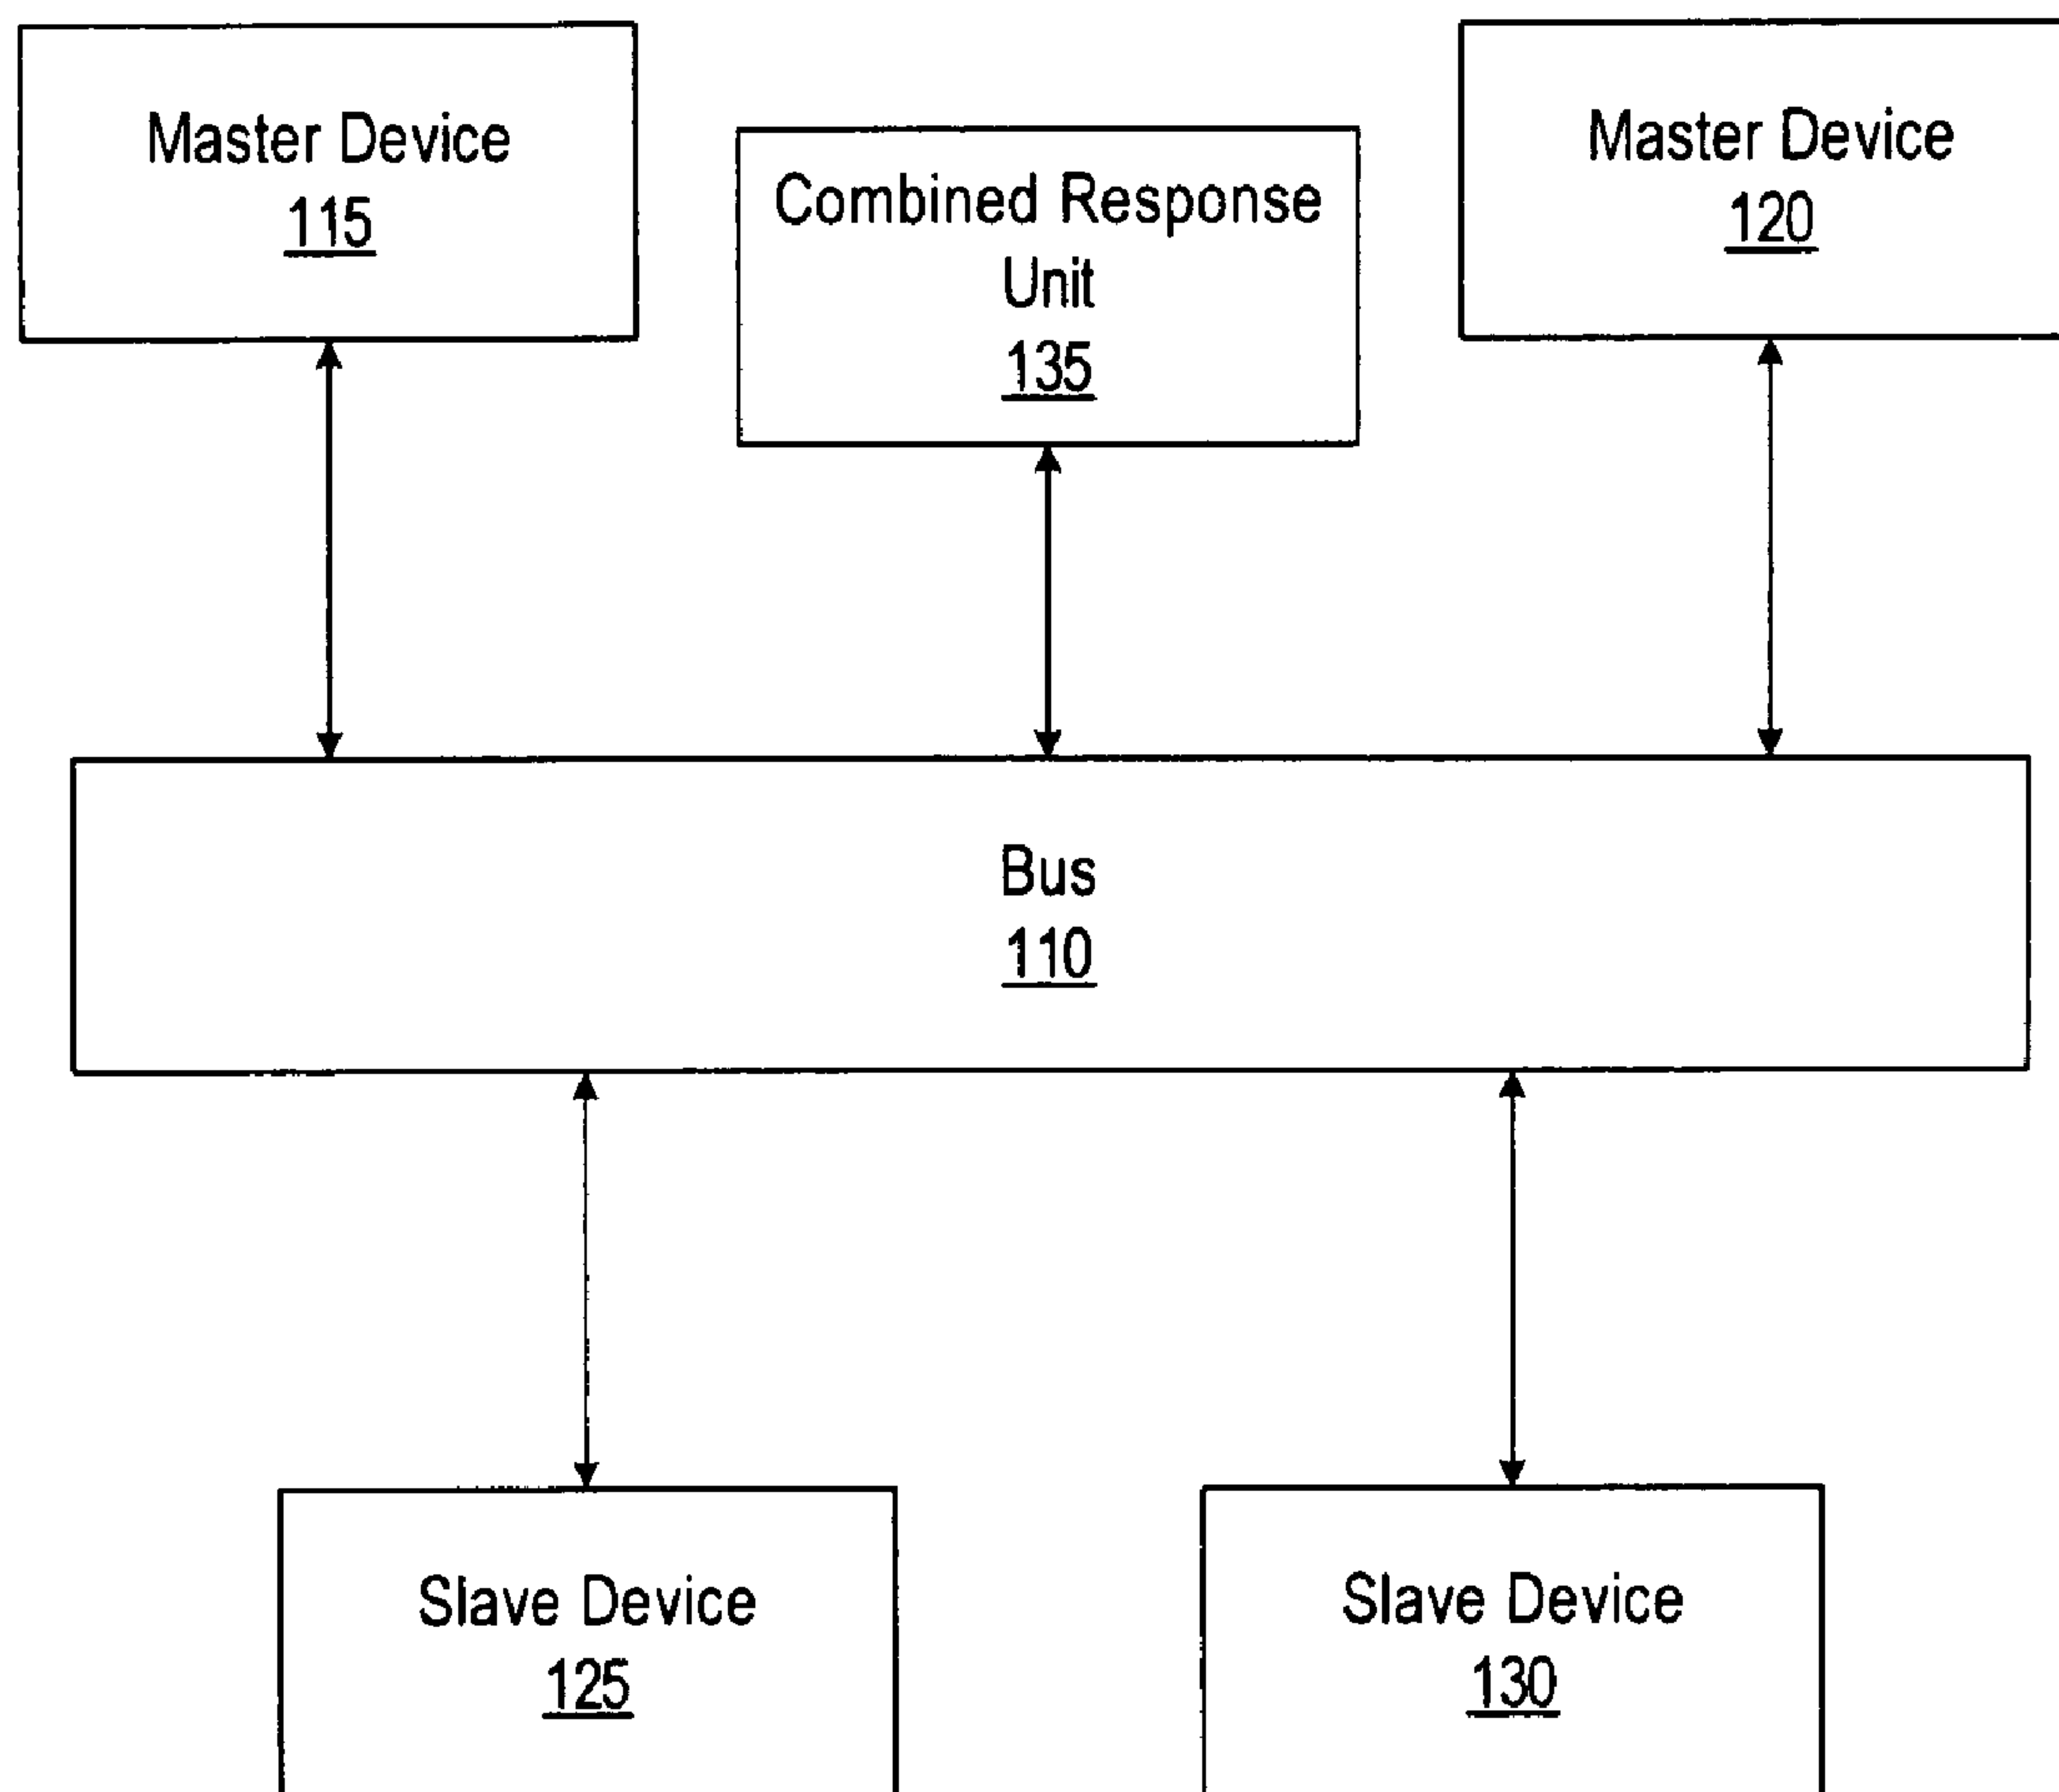 Master Device
115
Combined Response
Unit
135
Master Device
120
Bus
110
Slave Device
125
Slave Device
130